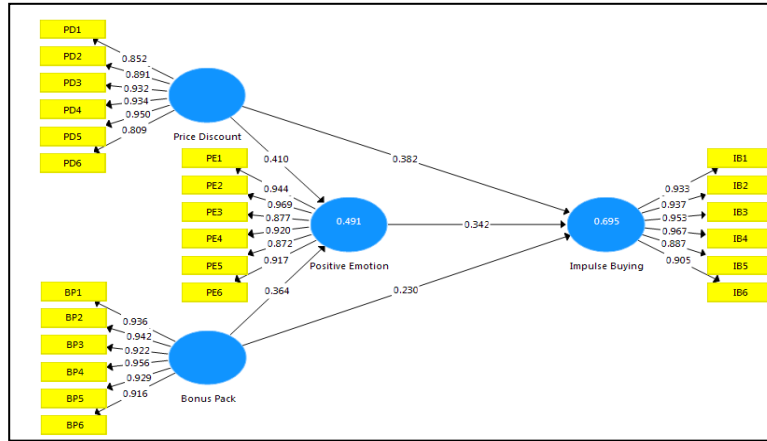 PD1
PD2
PD3
PD4
PD5
PD6
0.852
0.891
0.932
0.934
0.950
0.809
Price Discount
0.410
0.382
PE1
PE2
PE3
PE4
PE5
PE6
0.944
0.969
0.877
0.920
0.872
0.917
0.491
Positive Emotion
0.342
0.364
0.230
BP1
BP2
BP3
BP4
BP5
BP6
0.936
0.942
0.922
0.956
0.929
0.916
Bonus Pack
0.695
Impulse Buying
0.933
0.937
0.953
0.967
0.887
0.905
IB1
IB2
IB3
IB4
IB5
IB6